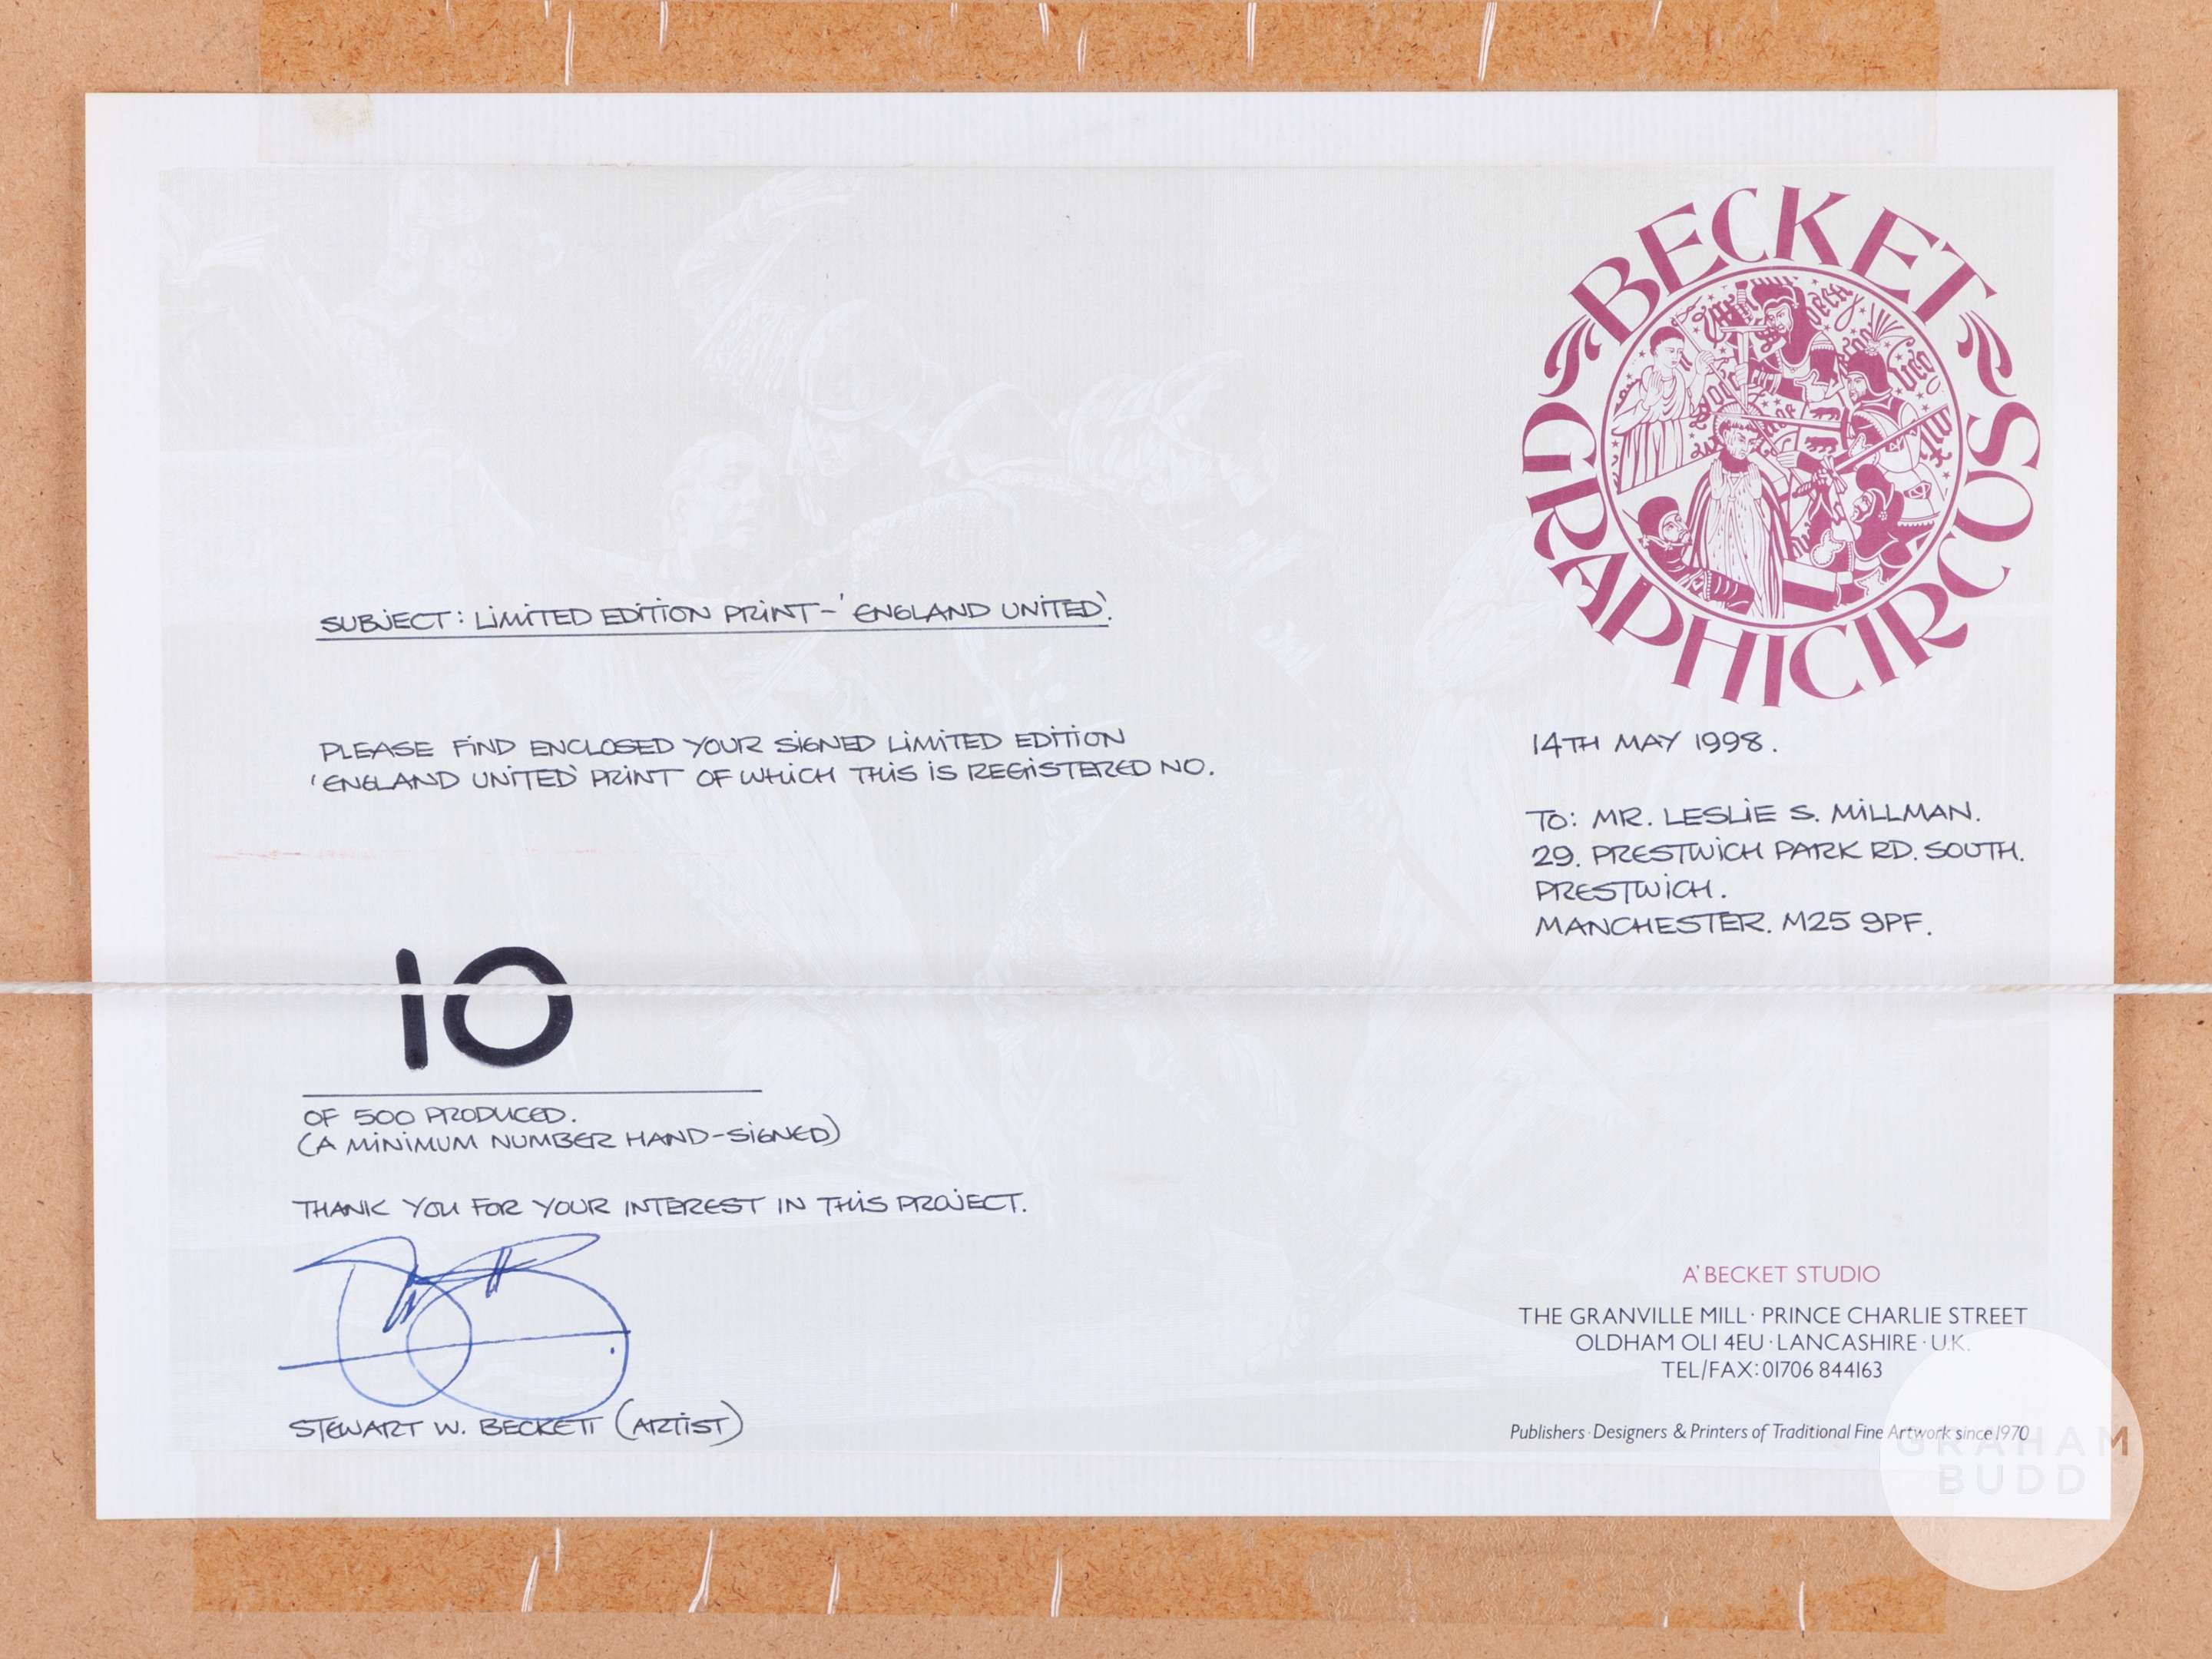 BECKET
GRAPHICIRCOS
SUBJECT: LIMITED EDITION PRINT - 'ENGLAND UNITED'.
PLEASE FIND ENCLOSED YOUR SIGNED LIMITED EDITION
'ENGLAND UNITED' PRINT OF WHICH THIS IS REGISTERED NO.
14TH MAY 1998.
TO: MR. LESLIE S. MILLMAN.
29. PRESTWICH PARK RD. SOUTH.
PRESTWICH.
MANCHESTER. M25 9PF.
10
OF 500 PRODUCED.
(A MINIMUM NUMBER HAND-SIGNED)
THANK YOU FOR YOUR INTEREST IN THIS PROJECT.
STEWART W. BECKETT (ARTIST)
A'BECKET STUDIO
THE GRANVILLE MILL · PRINCE CHARLIE STREET
OLDHAM OL1 4EU · LANCASHIRE · U.K.
TEL/FAX: 01706 844163
Publishers · Designers & Printers of Traditional Fine Artwork since 1970
GRAHAM
BUDD